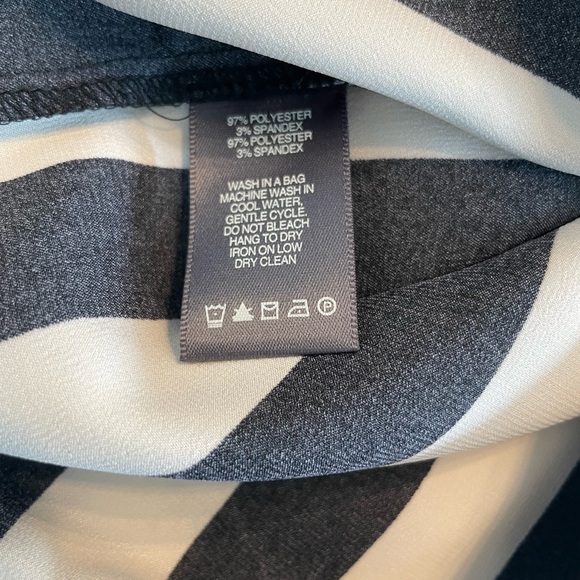 97% POLYESTER
3% SPANDEX
97% POLYESTER
3% SPANDEX
WASH IN A BAG
MACHINE WASH IN
COOL WATER,
GENTLE CYCLE.
DO NOT BLEACH
HANG TO DRY
IRON ON LOW
DRY CLEAN
P